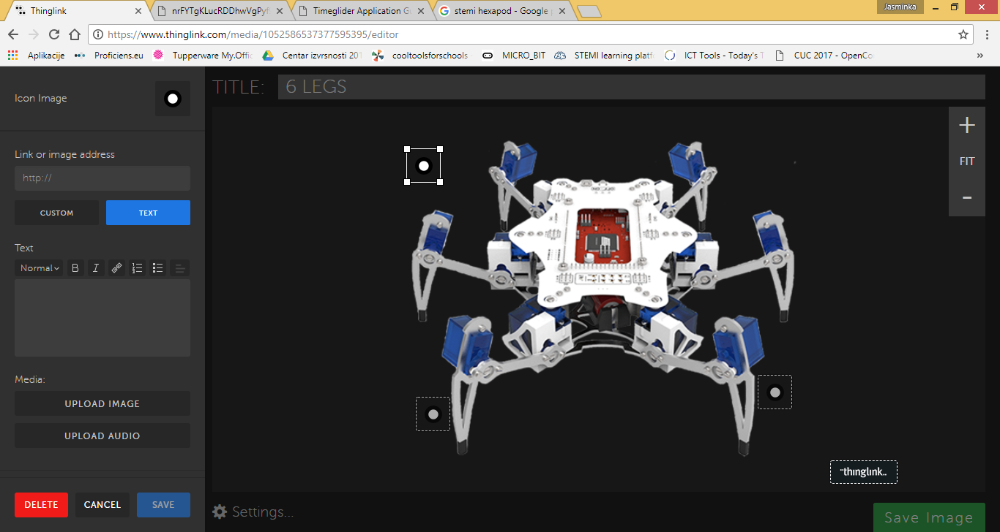 Jasminka
Thinglink
nrFYTgKLucRDDhwVgPyf
Timeglider Application G
stemi hexapod - Google
https://www.thinglink.com/media/1052586537377595395/editor
Aplikacije
Proficiens.eu
Tupperware My.Offic
Centar izvrsnosti 201
cooltoolsforschools
MICRO_BIT
STEMI learning platf
ICT Tools - Today's T
CUC 2017 - OpenCo
»
Icon Image
TITLE: 6 LEGS
+
FIT
-
Link or image address
http://
CUSTOM TEXT
Text
Normal B I
Media:
UPLOAD IMAGE
UPLOAD AUDIO
DELETE CANCEL SAVE
thinglink..
Settings...
Save Image